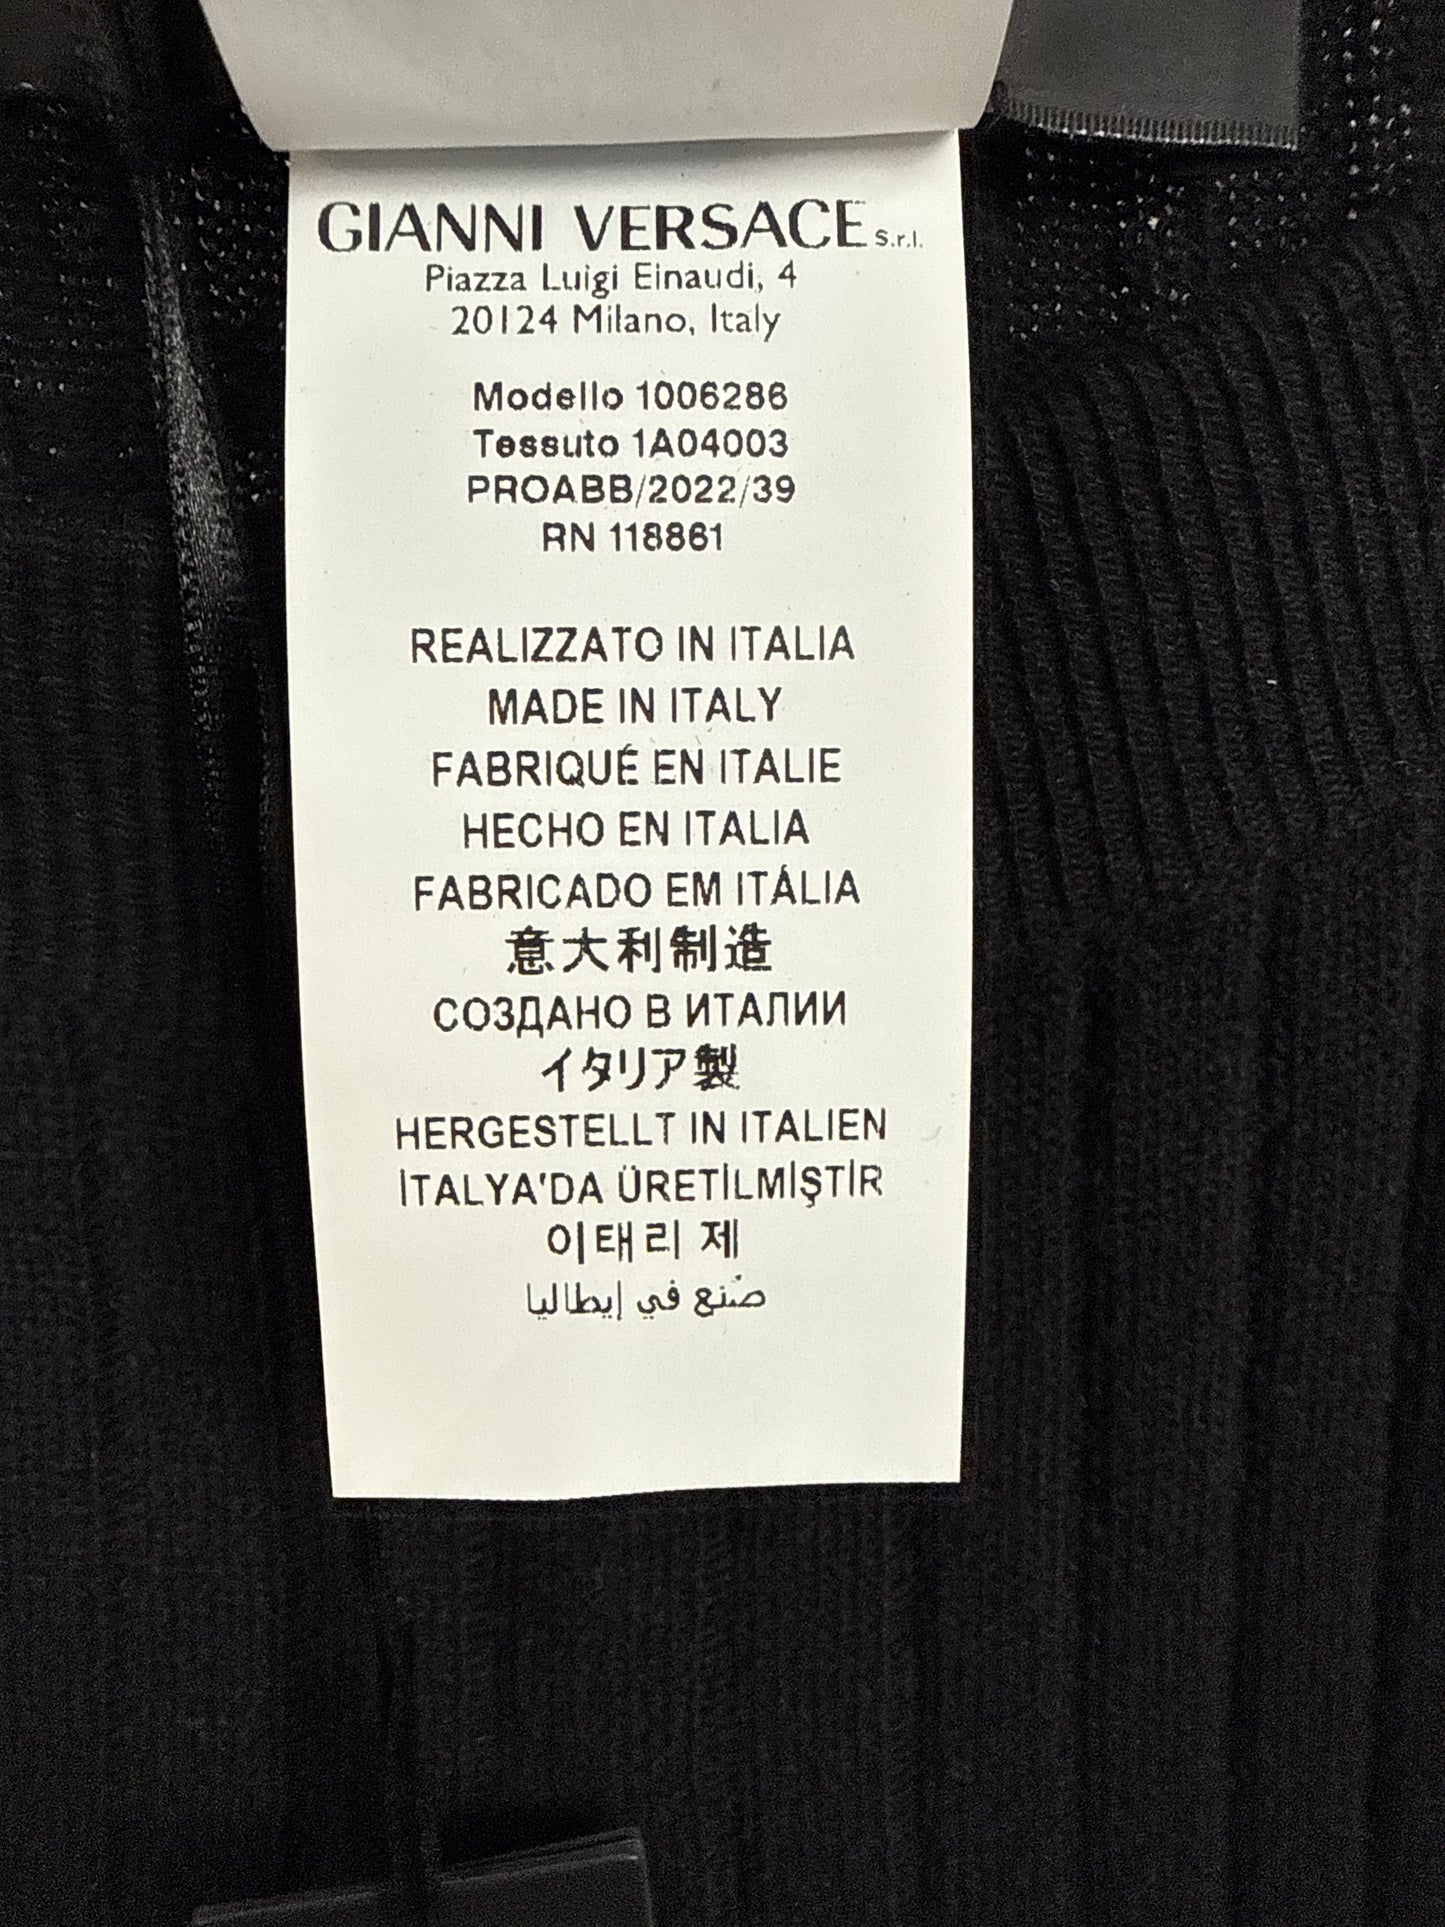 GIANNI VERSACE S.r.l.
Piazza Luigi Einaudi, 4
20124 Milano, Italy
Modello 1006286
Tessuto 1A04003
PROABB/2022/39
RN 118861
REALIZZATO IN ITALIA
MADE IN ITALY
FABRIQUÉ EN ITALIE
HECHO EN ITALIA
FABRICADO EM ITÁLIA
意大利制造
СОЗДАНО В ИТАЛИИ
イタリア製
HERGESTELLT IN ITALIEN
İTALYA'DA ÜRETİLMİŞTİR
이태리 제
صُنع في إيطاليا